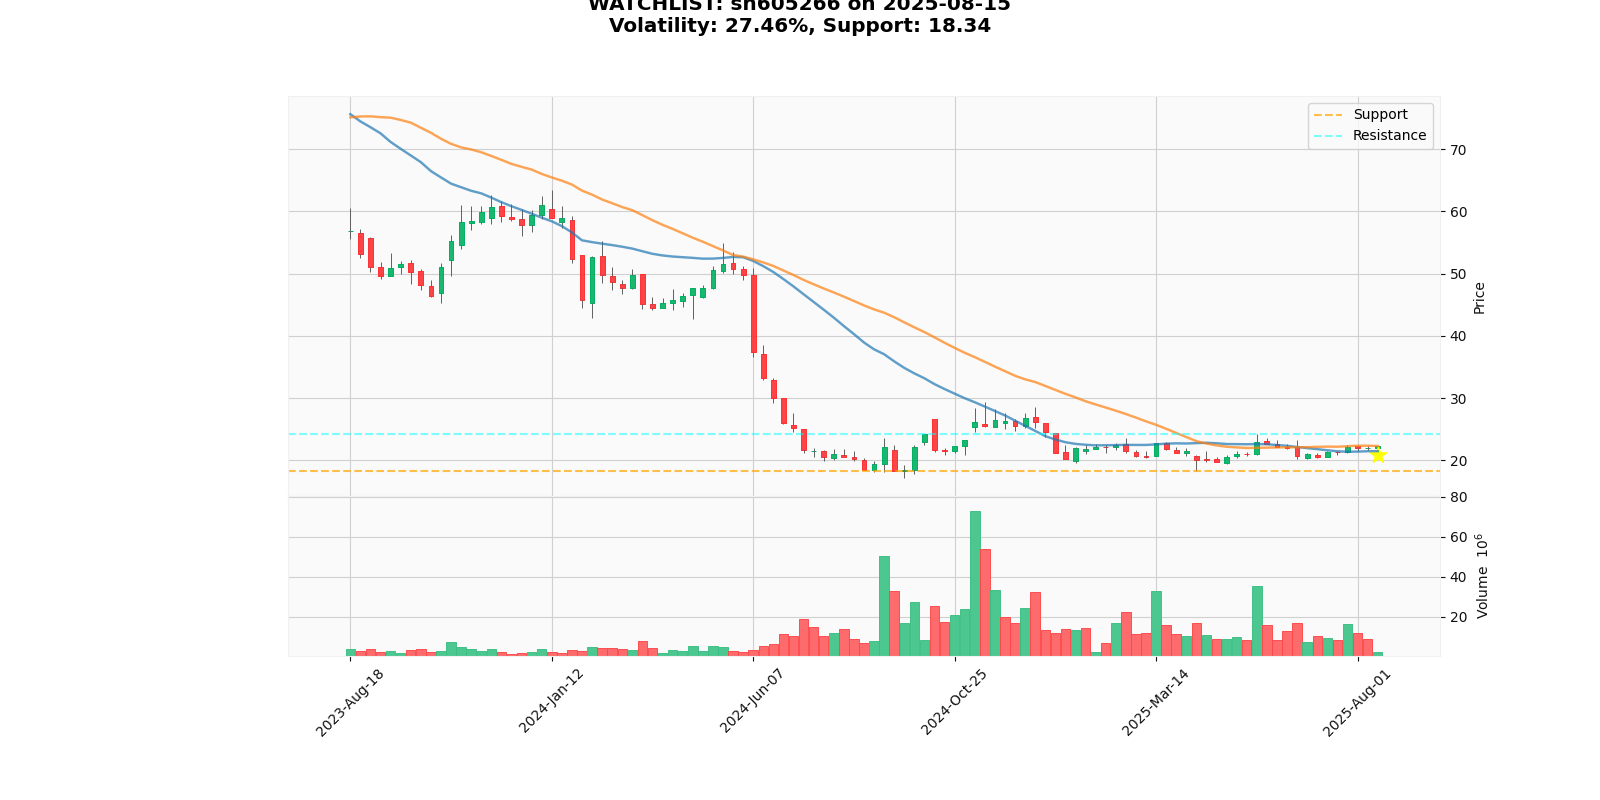 WATCHLIST: sh605266 on 2025-08-15
Volatility: 27.46%, Support: 18.34
Support
Resistance
70
60
50
40
30
20
Price
80
60
40
20
Volume 10^6
2023-Aug-18
2024-Jan-12
2024-Jun-07
2024-Oct-25
2025-Mar-14
2025-Aug-01